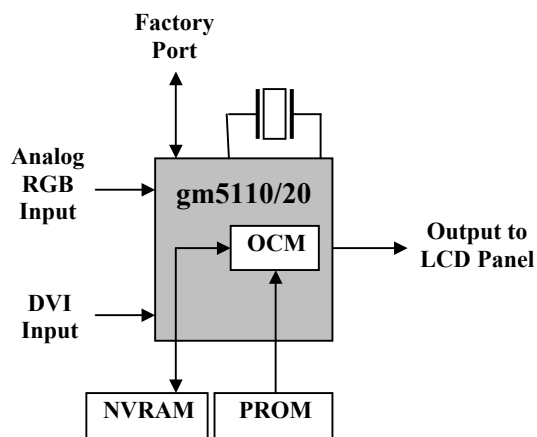 Factory
Port
Analog
RGB
Input
gm5110/20
OCM
Output to
LCD Panel
DVI
Input
NVRAM
PROM